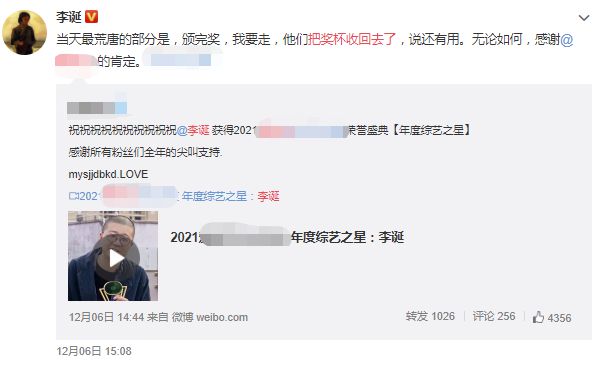 李诞
当天最荒唐的部分是，颁完奖，我要走，他们把奖杯收回去了，说还有用。无论如何，感谢@
的肯定。
祝祝祝祝祝祝祝祝祝@李诞 获得2021 荣誉盛典【年度综艺之星】
感谢所有粉丝们全年的尖叫支持.
mysjjdbkd.LOVE
2021 年度综艺之星：李诞
2021 年度综艺之星：李诞
12月06日 14:44 来自 微博 weibo.com
转发 1026 评论 256 4356
12月06日 15:08